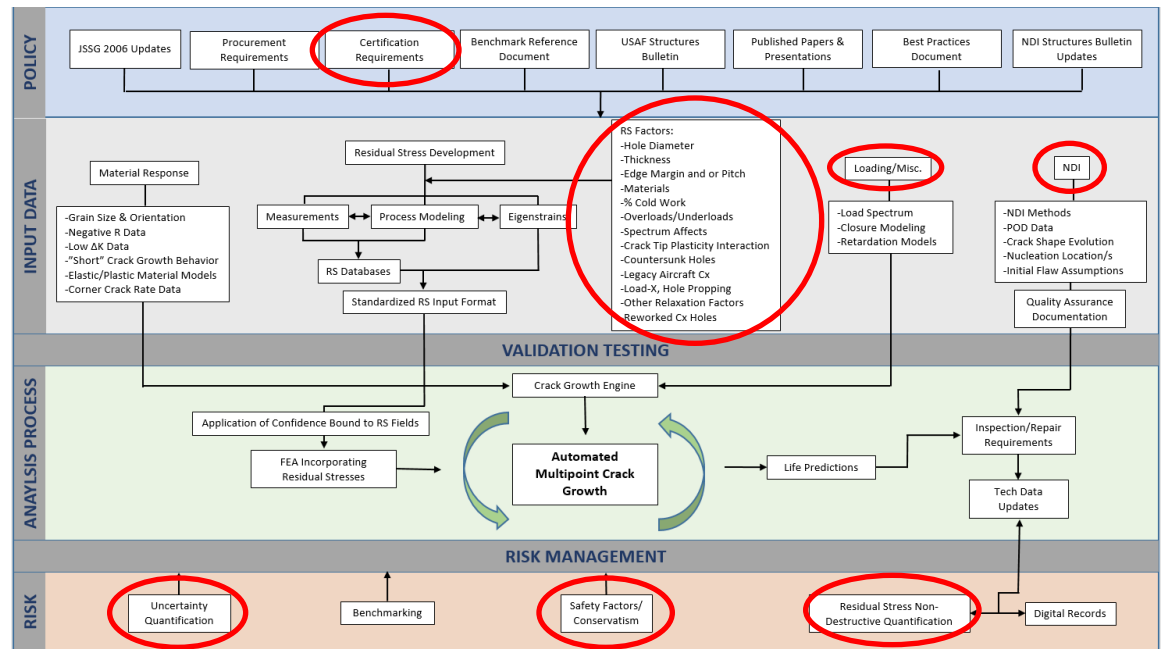 POLICY
JSSG 2006 Updates
Procurement
Requirements
Certification
Requirements
Benchmark Reference
Document
USAF Structures
Bulletin
Published Papers &
Presentations
Best Practices
Document
NDI Structures Bulletin
Updates
INPUT DATA
Material Response
-Grain Size & Orientation
-Negative R Data
-Low ΔK Data
-"Short" Crack Growth Behavior
-Elastic/Plastic Material Models
-Corner Crack Rate Data
Residual Stress Development
Measurements
Process Modeling
Eigenstrains
RS Databases
Standardized RS Input Format
RS Factors:
-Hole Diameter
-Thickness
-Edge Margin and or Pitch
-Materials
-% Cold Work
-Overloads/Underloads
-Spectrum Affects
-Crack Tip Plasticity Interaction
-Countersunk Holes
-Legacy Aircraft Cx
-Load-X, Hole Propping
-Other Relaxation Factors
-Reworked Cx Holes
Loading/Misc.
-Load Spectrum
-Closure Modeling
-Retardation Models
NDI
-NDI Methods
-POD Data
-Crack Shape Evolution
-Nucleation Location/s
-Initial Flaw Assumptions
Quality Assurance
Documentation
VALIDATION TESTING
ANAYLSIS PROCESS
Crack Growth Engine
Application of Confidence Bound to RS Fields
FEA Incorporating
Residual Stresses
Automated
Multipoint Crack
Growth
Life Predictions
Inspection/Repair
Requirements
Tech Data
Updates
RISK MANAGEMENT
RISK
Uncertainty
Quantification
Benchmarking
Safety Factors/
Conservatism
Residual Stress Non-
Destructive Quantification
Digital Records